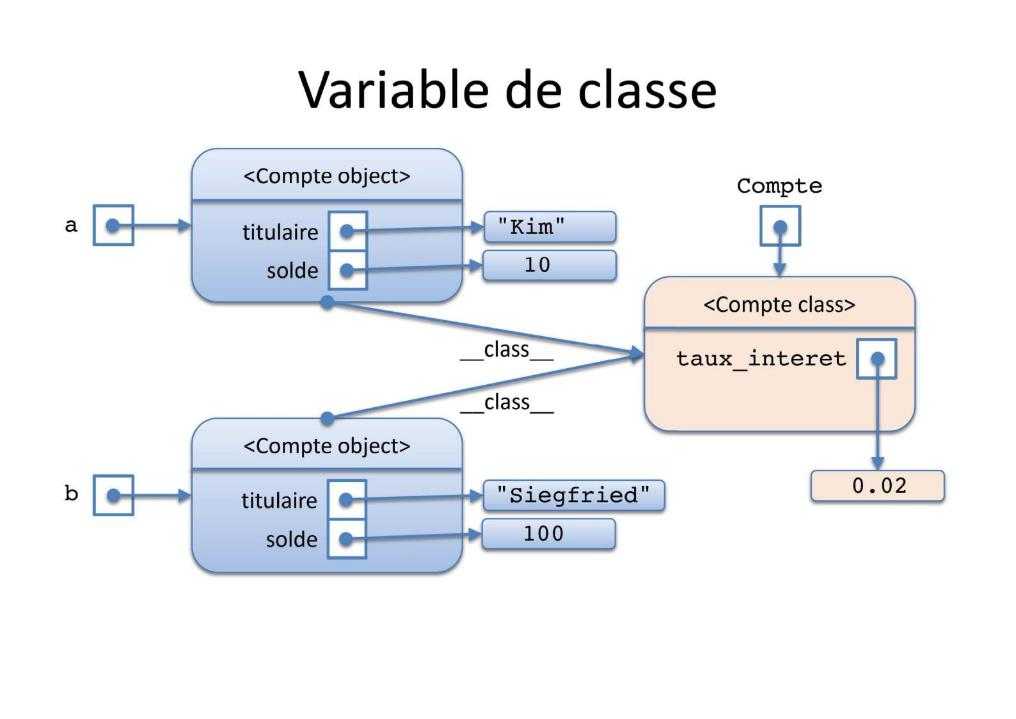 Variable de classe
<Compte object>
a
titulaire
"Kim"
solde
10
Compte
<Compte class>
taux_interet
0.02
__class__
__class__
<Compte object>
b
titulaire
"Siegfried"
solde
100